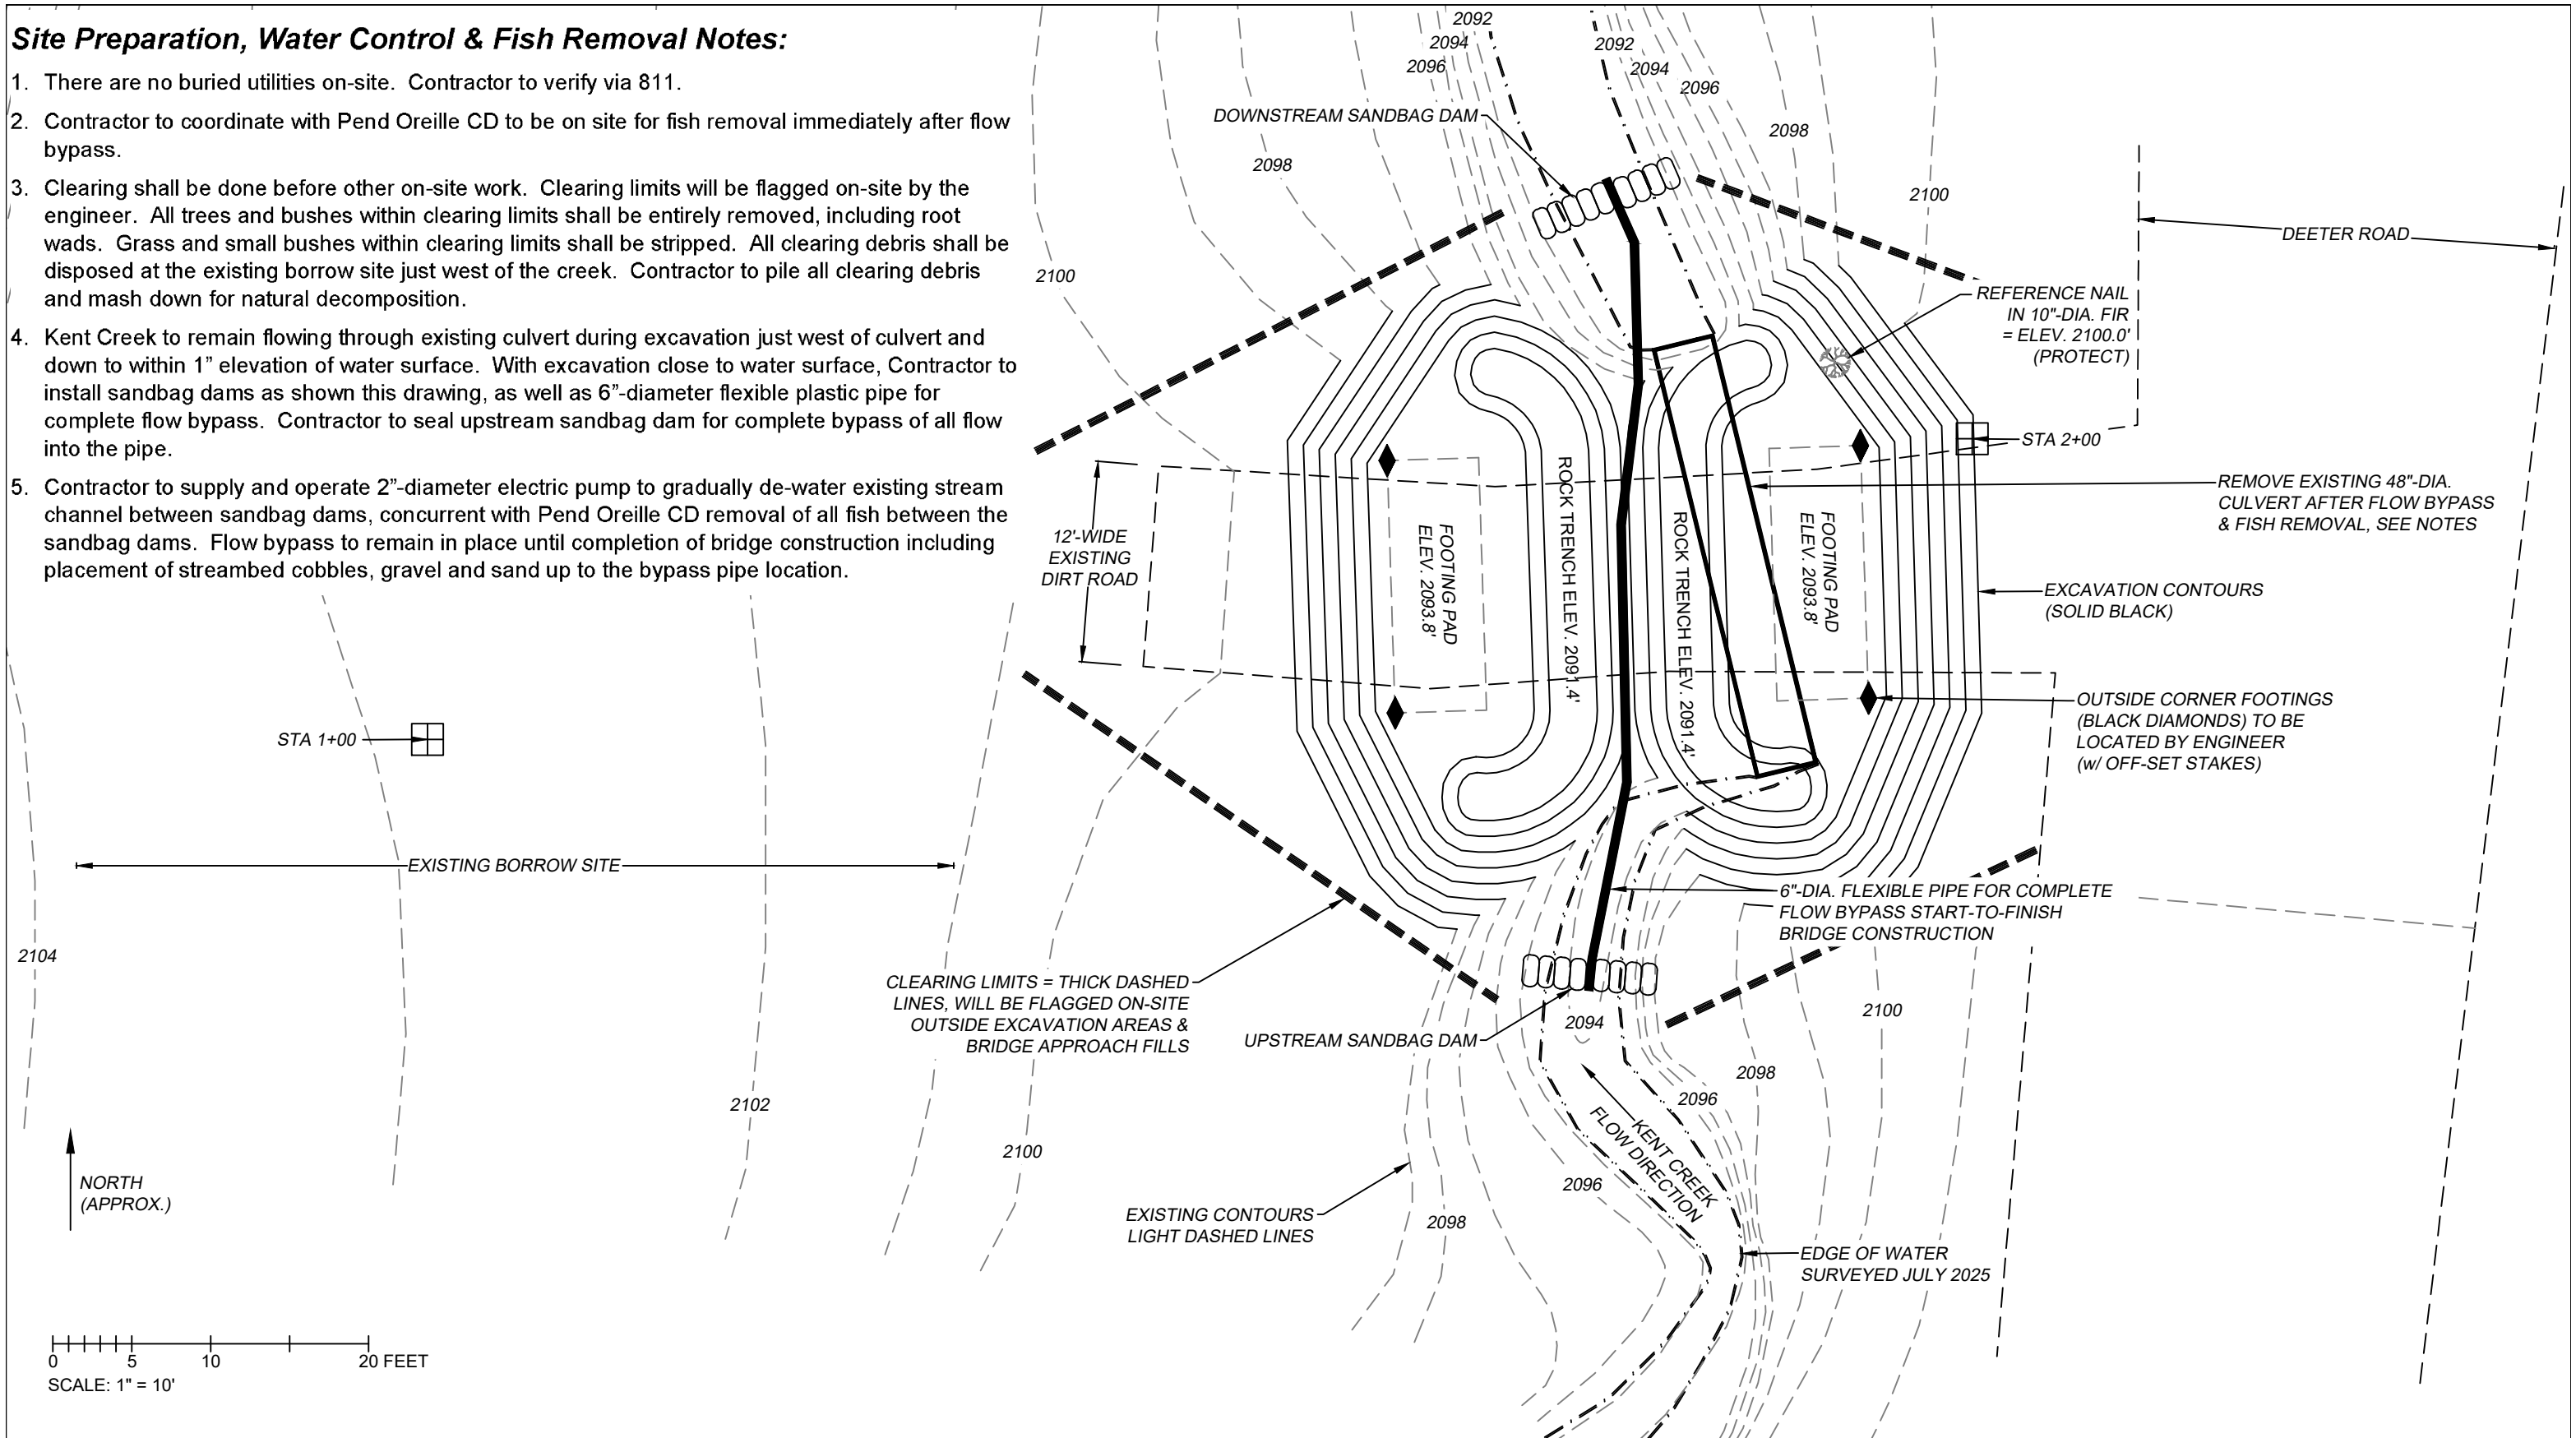 Site Preparation, Water Control & Fish Removal Notes:
1. There are no buried utilities on-site. Contractor to verify via 811.
2. Contractor to coordinate with Pend Oreille CD to be on site for fish removal immediately after flow
bypass.
3. Clearing shall be done before other on-site work. Clearing limits will be flagged on-site by the
engineer. All trees and bushes within clearing limits shall be entirely removed, including root
wads. Grass and small bushes within clearing limits shall be stripped. All clearing debris shall be
disposed at the existing borrow site just west of the creek. Contractor to pile all clearing debris
and mash down for natural decomposition.
4. Kent Creek to remain flowing through existing culvert during excavation just west of culvert and
down to within 1” elevation of water surface. With excavation close to water surface, Contractor to
install sandbag dams as shown this drawing, as well as 6”-diameter flexible plastic pipe for
complete flow bypass. Contractor to seal upstream sandbag dam for complete bypass of all flow
into the pipe.
5. Contractor to supply and operate 2”-diameter electric pump to gradually de-water existing stream
channel between sandbag dams, concurrent with Pend Oreille CD removal of all fish between the
sandbag dams. Flow bypass to remain in place until completion of bridge construction including
placement of streambed cobbles, gravel and sand up to the bypass pipe location.
2092
2094
2096
2092
2094
2096
DOWNSTREAM SANDBAG DAM
2098
2098
2100
2100
DEETER ROAD
REFERENCE NAIL
IN 10"-DIA. FIR
= ELEV. 2100.0'
(PROTECT)
STA 2+00
REMOVE EXISTING 48"-DIA.
CULVERT AFTER FLOW BYPASS
& FISH REMOVAL, SEE NOTES
12'-WIDE
EXISTING
DIRT ROAD
FOOTING PAD
ELEV. 2093.8'
ROCK TRENCH ELEV. 2091.4'
ROCK TRENCH ELEV. 2091.4'
FOOTING PAD
ELEV. 2093.8'
EXCAVATION CONTOURS
(SOLID BLACK)
OUTSIDE CORNER FOOTINGS
(BLACK DIAMONDS) TO BE
LOCATED BY ENGINEER
(w/ OFF-SET STAKES)
STA 1+00
EXISTING BORROW SITE
6"-DIA. FLEXIBLE PIPE FOR COMPLETE
FLOW BYPASS START-TO-FINISH
BRIDGE CONSTRUCTION
2104
CLEARING LIMITS = THICK DASHED
LINES, WILL BE FLAGGED ON-SITE
OUTSIDE EXCAVATION AREAS &
BRIDGE APPROACH FILLS
UPSTREAM SANDBAG DAM
2094
2100
2098
2096
2102
2100
KENT CREEK
FLOW DIRECTION
2096
NORTH
(APPROX.)
EXISTING CONTOURS
LIGHT DASHED LINES
2098
EDGE OF WATER
SURVEYED JULY 2025
0 5 10 20 FEET
SCALE: 1" = 10'